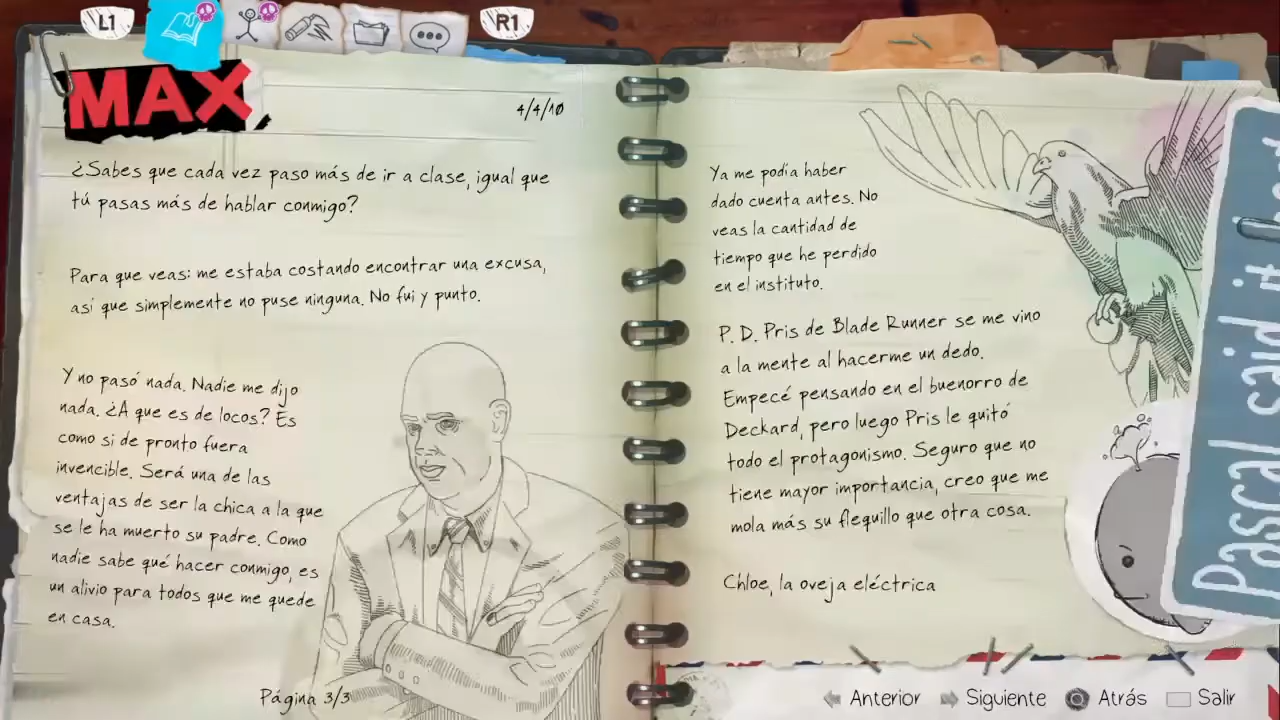 L1
R1
MAX
4/4/10
¿Sabes que cada vez paso más de ir a clase, igual que
tú pasas más de hablar conmigo?
Para que veas: me estaba costando encontrar una excusa,
así que simplemente no puse ninguna. No fui y punto.
Y no pasó nada. Nadie me dijo
nada. ¿A que es de locos? Es
como si de pronto fuera
invencible. Será una de las
ventajas de ser la chica a la que
se le ha muerto su padre. Como
nadie sabe qué hacer conmigo, es
un alivio para todos que me quede
en casa.
Página 3/3
Ya me podía haber
dado cuenta antes. No
veas la cantidad de
tiempo que he perdido
en el instituto.
P. D. Pris de Blade Runner se me vino
a la mente al hacerme un dedo.
Empecé pensando en el buenorro de
Deckard, pero luego Pris le quitó
todo el protagonismo. Seguro que no
tiene mayor importancia, creo que me
mola más su flequillo que otra cosa.
Chloe, la oveja eléctrica
Pascal said it
Anterior
Siguiente
Atrás
Salir